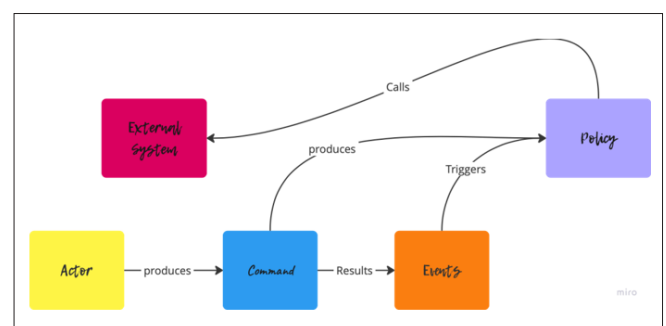 Calls
External
System
Policy
produces
Triggers
Actor
produces
Command
Results
Events
miro